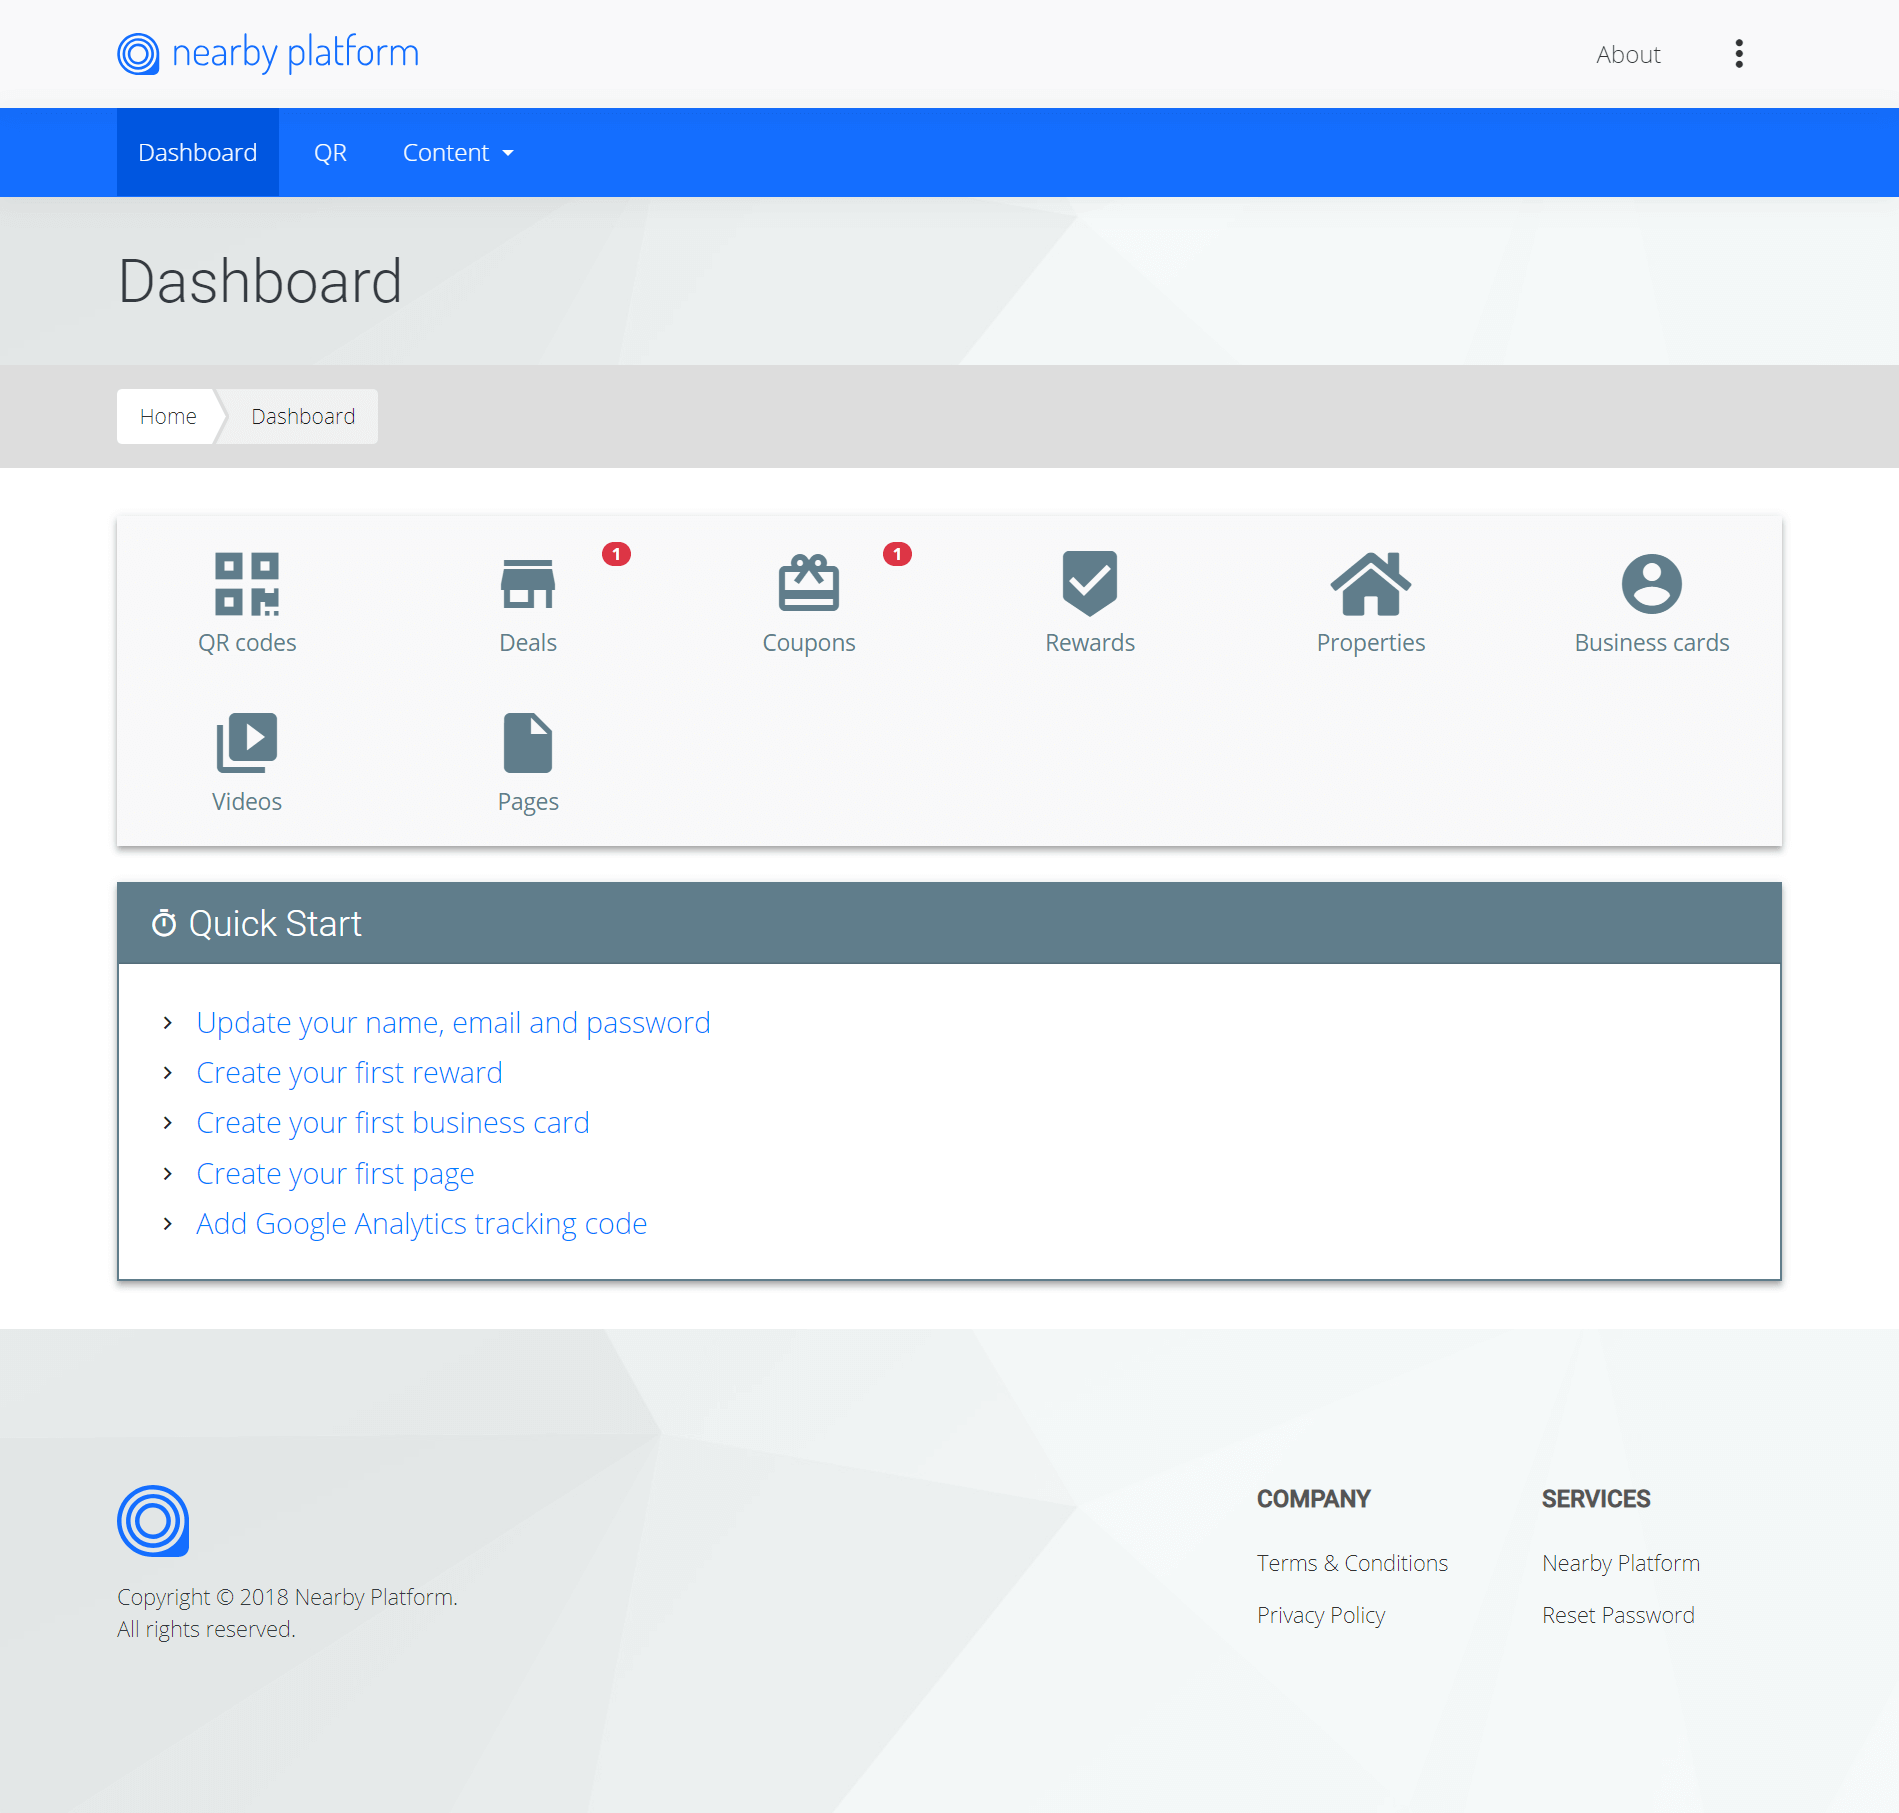 nearby platform
About
Dashboard
QR
Content
Dashboard
Home
Dashboard
1
1
QR codes
Deals
Coupons
Rewards
Properties
Business cards
Videos
Pages
Quick Start
Update your name, email and password
Create your first reward
Create your first business card
Create your first page
Add Google Analytics tracking code
COMPANY
SERVICES
Terms & Conditions
Nearby Platform
Privacy Policy
Reset Password
Copyright © 2018 Nearby Platform.
All rights reserved.